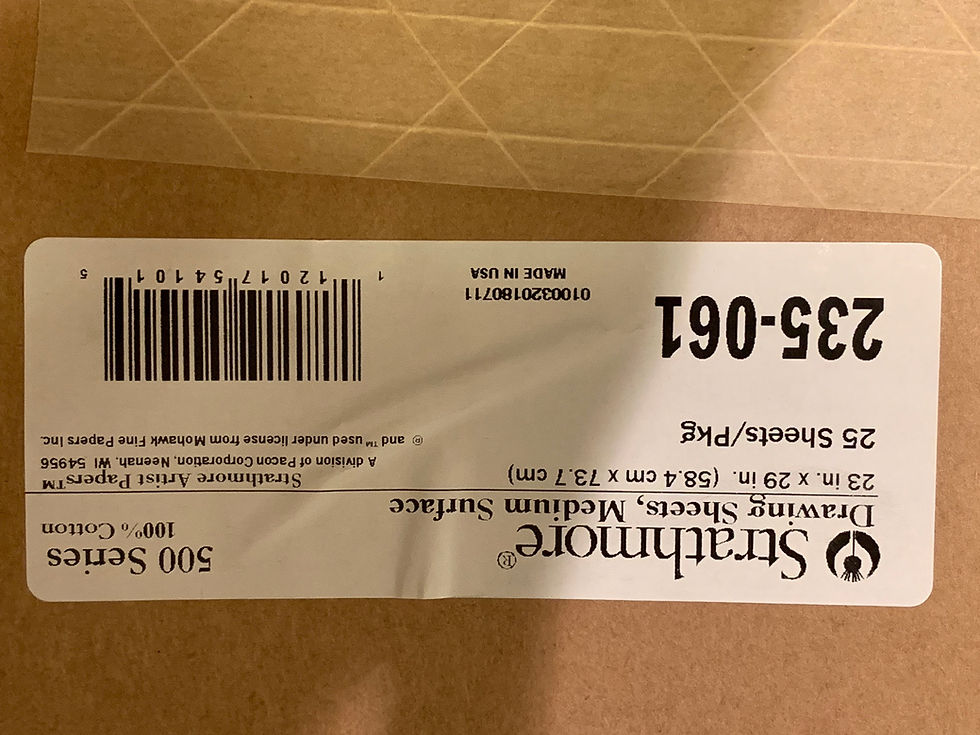 Strathmore®
500 Series
Drawing Sheets, Medium Surface
100% Cotton
23 in. x 29 in. (58.4 cm x 73.7 cm)
Strathmore Artist Papers™
A division of Pacon Corporation, Neenah, WI 54956
® and ™ used under license from Mohawk Fine Papers Inc.
25 Sheets/Pkg
235-061
0100320180711
MADE IN USA
1 12017 54101 5